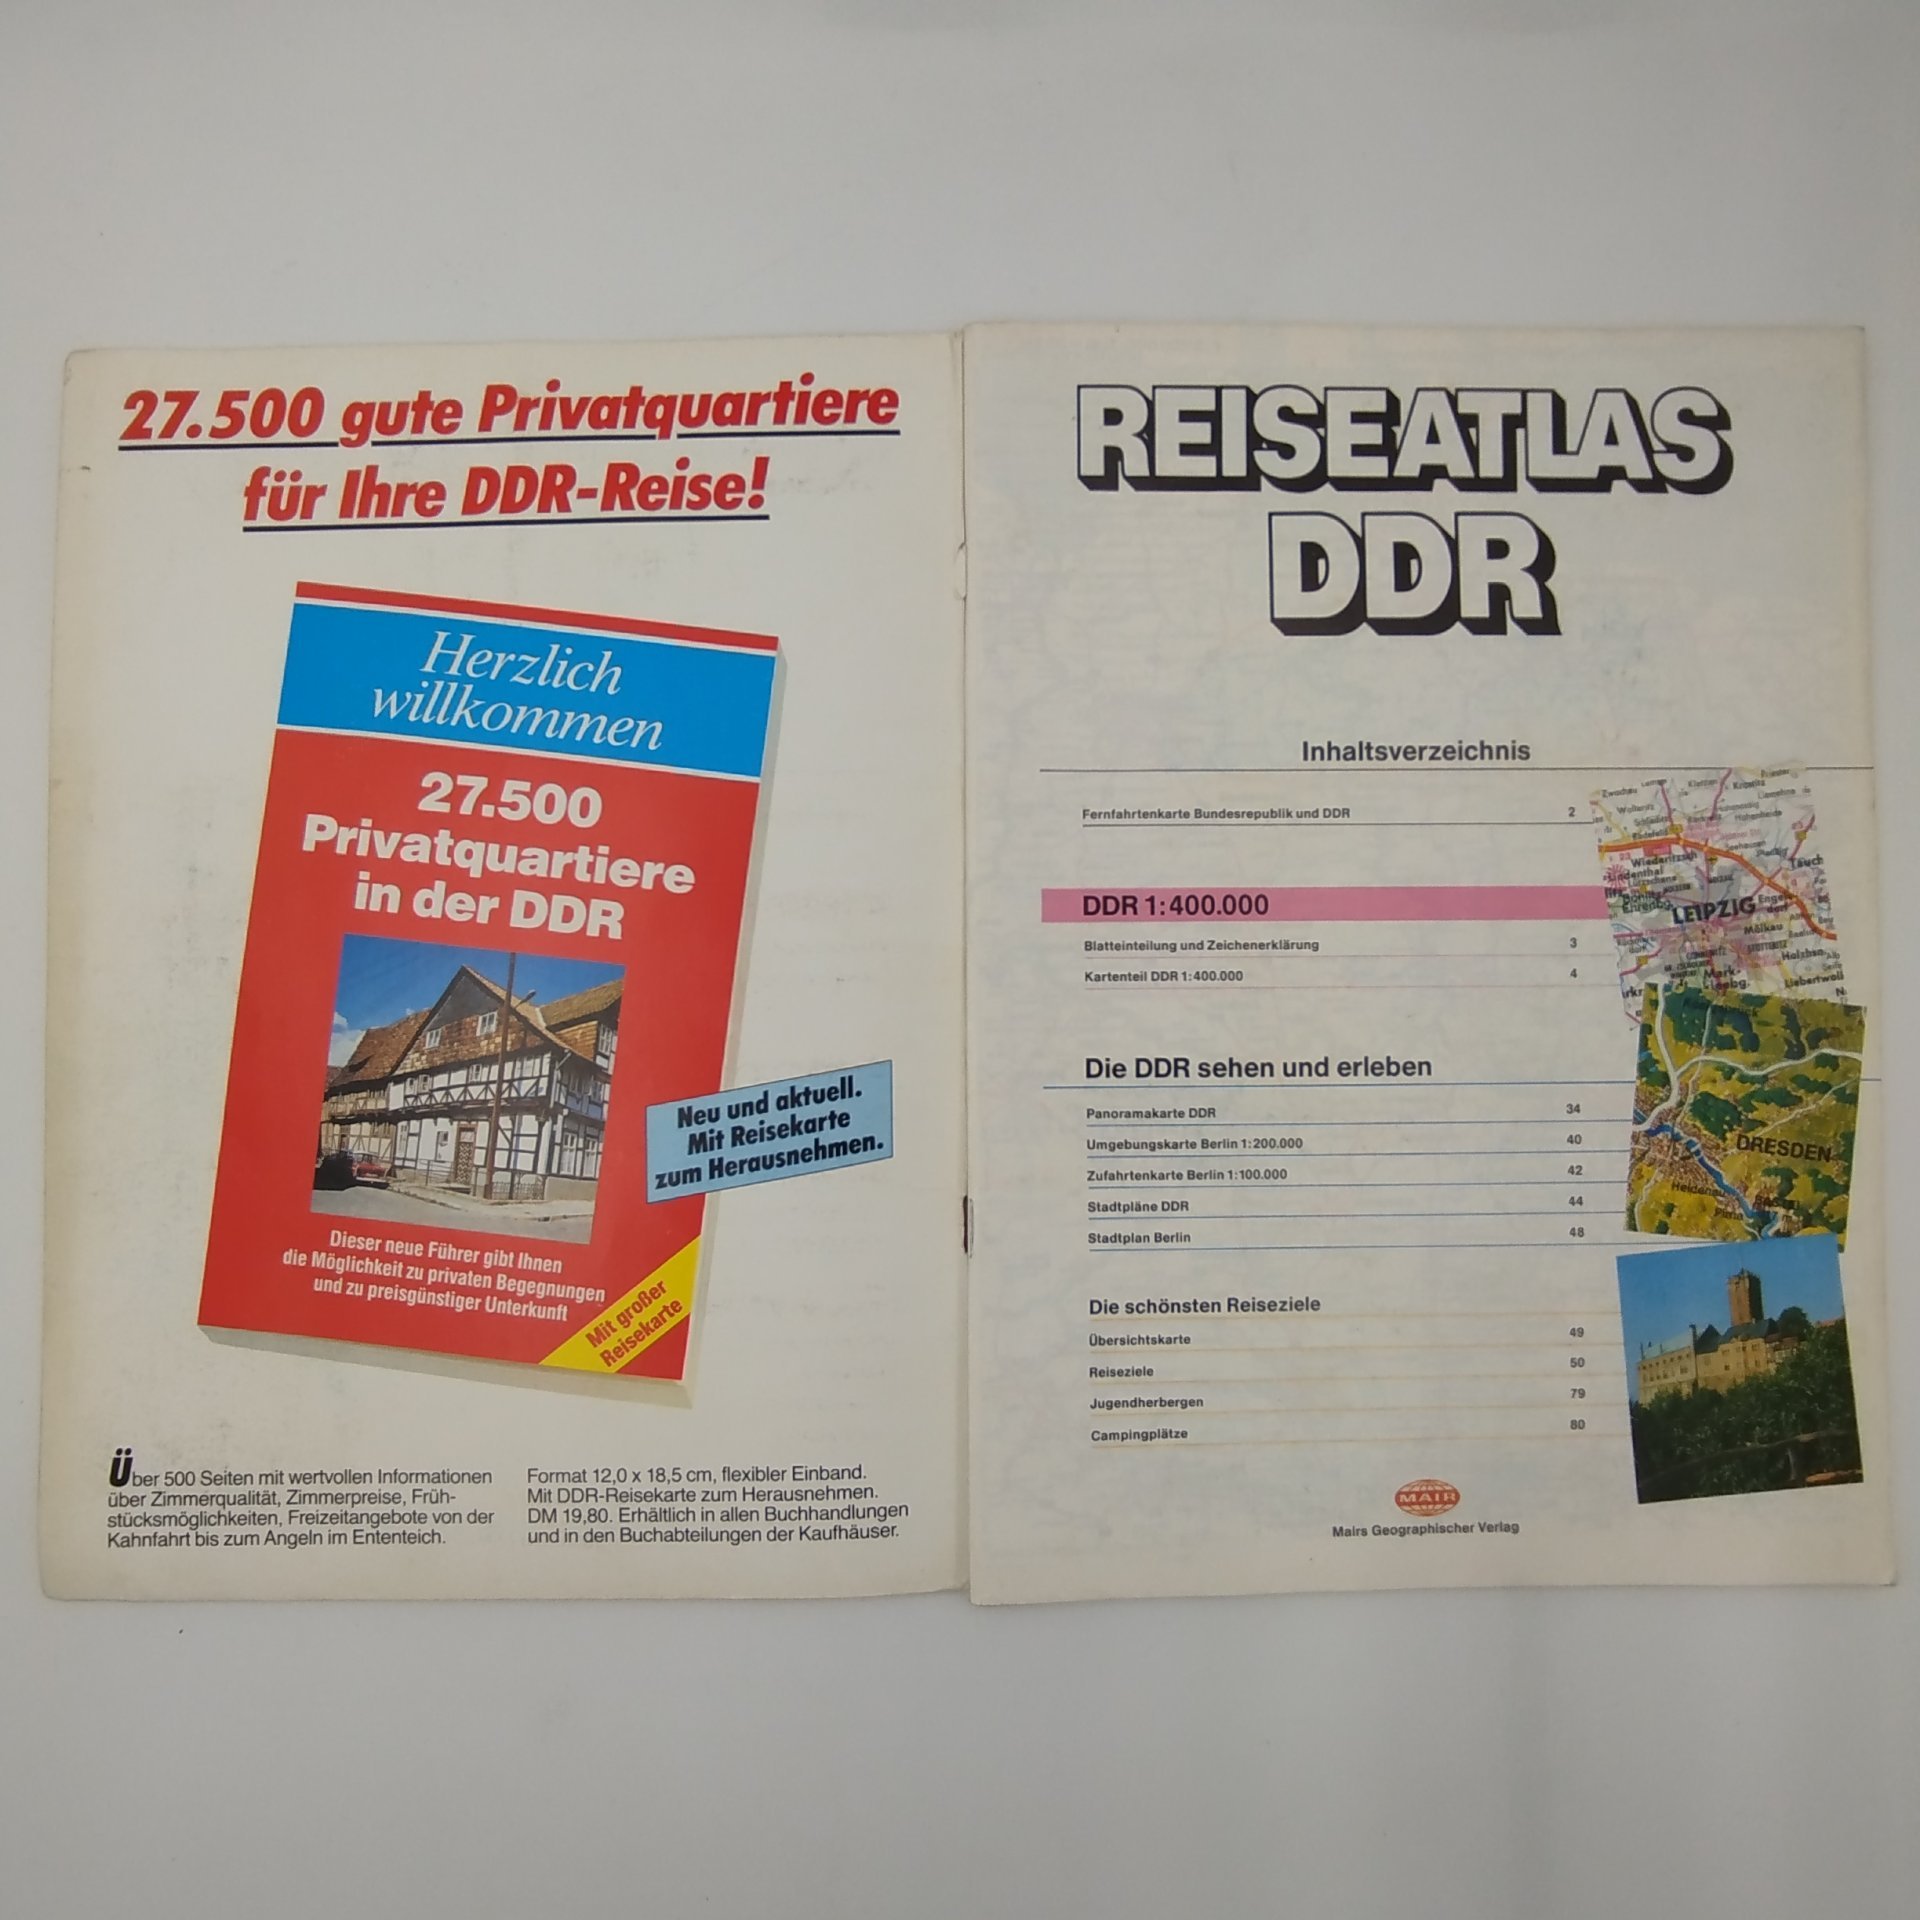 27.500 gute Privatquartiere
für Ihre DDR-Reise!
Herzlich
willkommen
27.500
Privatquartiere
in der DDR
Neu und aktuell.
Mit Reisekarte
zum Herausnehmen.
Dieser neue Führer gibt Ihnen
die Möglichkeit zu privaten Begegnungen
und zu preisgünstiger Unterkunft
Mit großer
Reisekarte
Über 500 Seiten mit wertvollen Informationen
über Zimmerqualität, Zimmerpreise, Früh-
stücksmöglichkeiten, Freizeitangebote von der
Kahnfahrt bis zum Angeln im Ententeich.
Format 12,0 x 18,5 cm, flexibler Einband.
Mit DDR-Reisekarte zum Herausnehmen.
DM 19,80. Erhältlich in allen Buchhandlungen
und in den Buchabteilungen der Kaufhäuser.
REISEATLAS
DDR
Inhaltsverzeichnis
Fernfahrtenkarte Bundesrepublik und DDR 2
DDR 1:400.000
Blatteinteilung und Zeichenerklärung 3
Kartenteil DDR 1:400.000 4
Die DDR sehen und erleben
Panoramakarte DDR 34
Umgebungskarte Berlin 1:200.000 40
Zufahrtenkarte Berlin 1:100.000 42
Stadtpläne DDR 44
Stadtplan Berlin 48
Die schönsten Reiseziele
Übersichtskarte 49
Reiseziele 50
Jugendherbergen 79
Campingplätze 80
Wiederitzsch
Tauch
LEIPZIG
Mölkau
Holzhsn.
Liebertwoll
DRESDEN
Heidenau
Pirna
MAIR
Mairs Geographischer Verlag